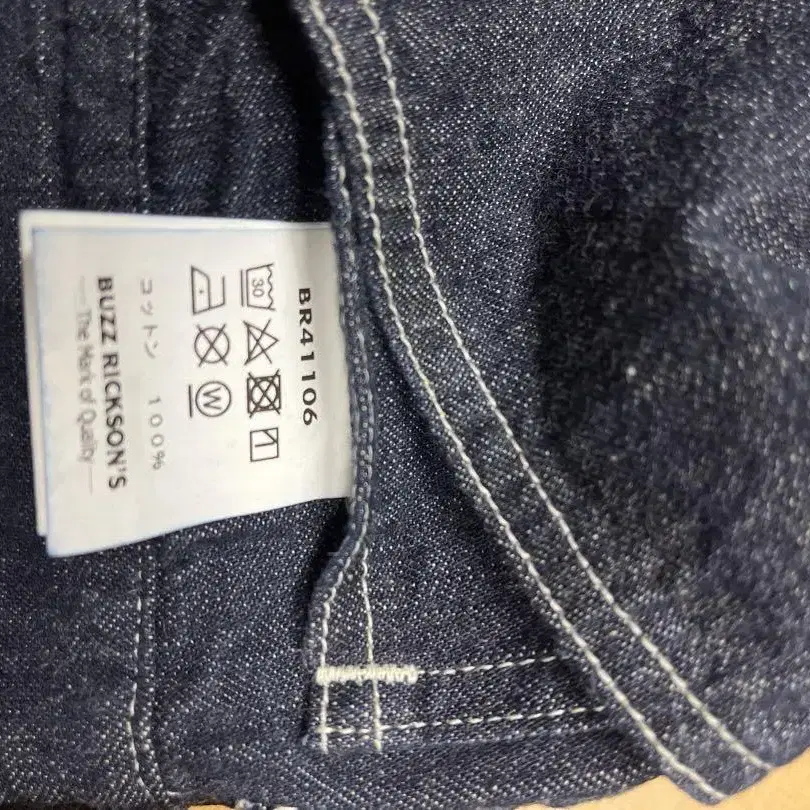 BR41106
30
W
コットン 100%
BUZZ RICKSON'S
The Mark of Quality